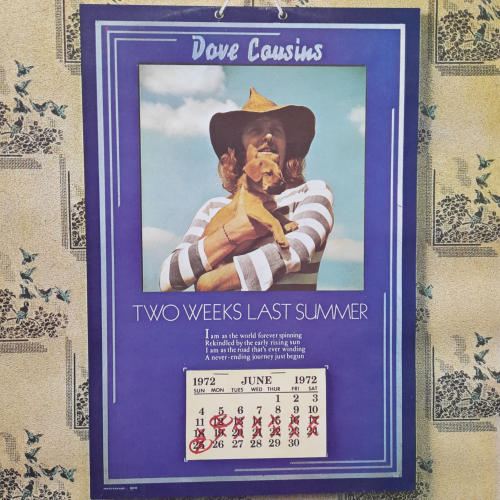 Dave Cousins
TWO WEEKS LAST SUMMER
I am as the world forever spinning
Rekindled by the early rising sun
I am as the road that's ever winding
A never-ending journey just begun
1972 JUNE 1972
SUN MON TUES WED THUR FRI SAT
1 2 3
4 5 6 7 8 9 10
11 12 13 14 15 16 17
18 19 20 21 22 23 24
25 26 27 28 29 30